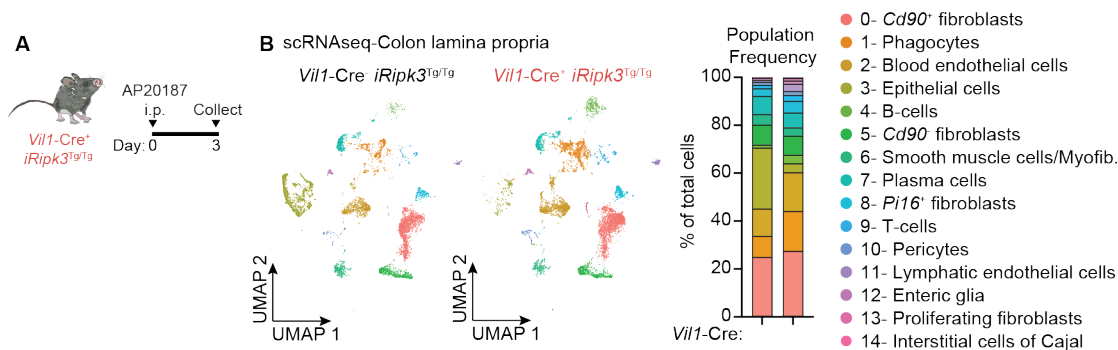 A
AP20187
i.p. Collect
Day: 0 3
Vil1-Cre⁺
iRipk3ᵀᵍ/ᵀᵍ
B scRNAseq-Colon lamina propria
Vil1-Cre⁻ iRipk3ᵀᵍ/ᵀᵍ
Vil1-Cre⁺ iRipk3ᵀᵍ/ᵀᵍ
UMAP 2
UMAP 1
UMAP 2
UMAP 1
Population
Frequency
% of total cells
100
80
60
40
20
0
Vil1-Cre: - +
0- Cd90⁺ fibroblasts
1- Phagocytes
2- Blood endothelial cells
3- Epithelial cells
4- B-cells
5- Cd90⁻ fibroblasts
6- Smooth muscle cells/Myofib.
7- Plasma cells
8- Pi16⁺ fibroblasts
9- T-cells
10- Pericytes
11- Lymphatic endothelial cells
12- Enteric glia
13- Proliferating fibroblasts
14- Interstitial cells of Cajal